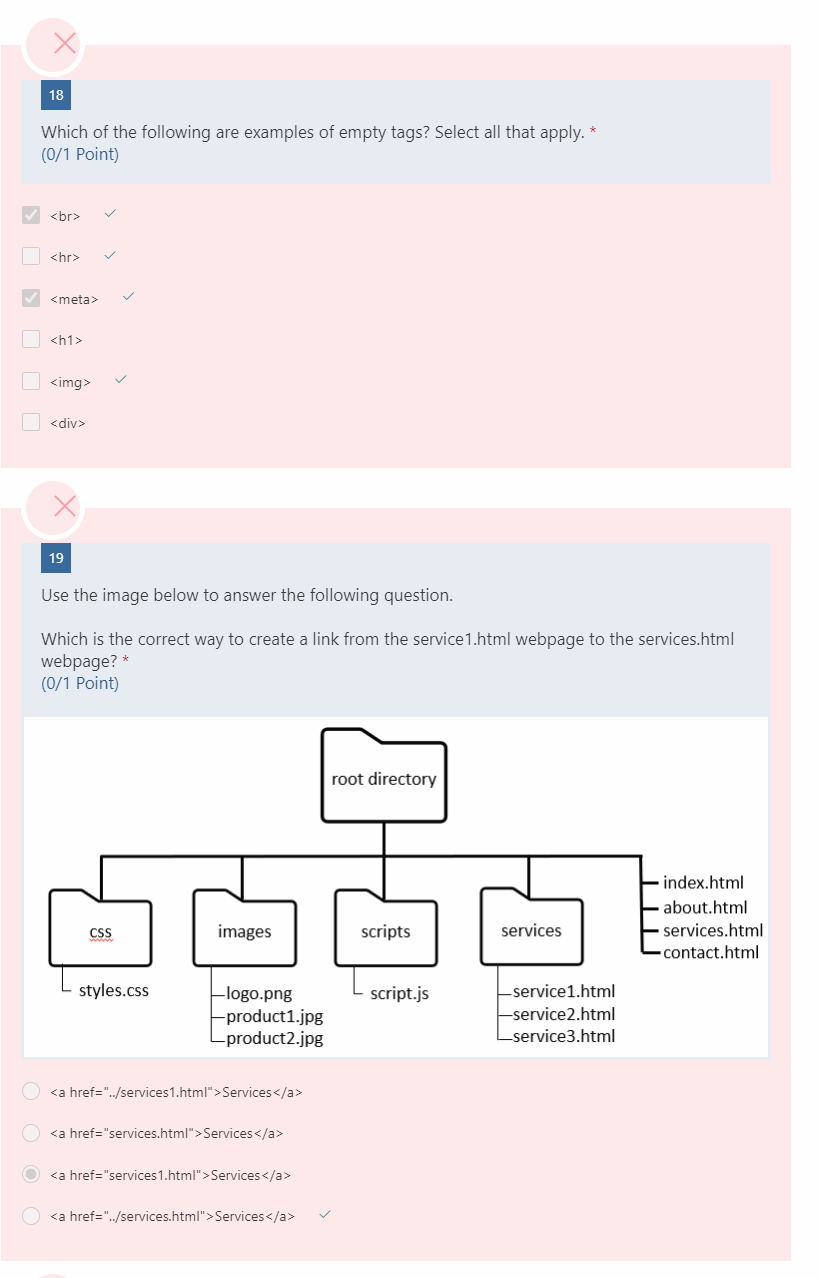 18
Which of the following are examples of empty tags? Select all that apply. *
(0/1 Point)
<br>
<hr>
<meta>
<h1>
<img>
<div>
19
Use the image below to answer the following question.
Which is the correct way to create a link from the service1.html webpage to the services.html
webpage? *
(0/1 Point)
root directory
css
images
scripts
services
index.html
about.html
services.html
contact.html
styles.css
logo.png
product1.jpg
product2.jpg
script.js
service1.html
service2.html
service3.html
<a href="../services1.html">Services</a>
<a href="services.html">Services</a>
<a href="services1.html">Services</a>
<a href="../services.html">Services</a>